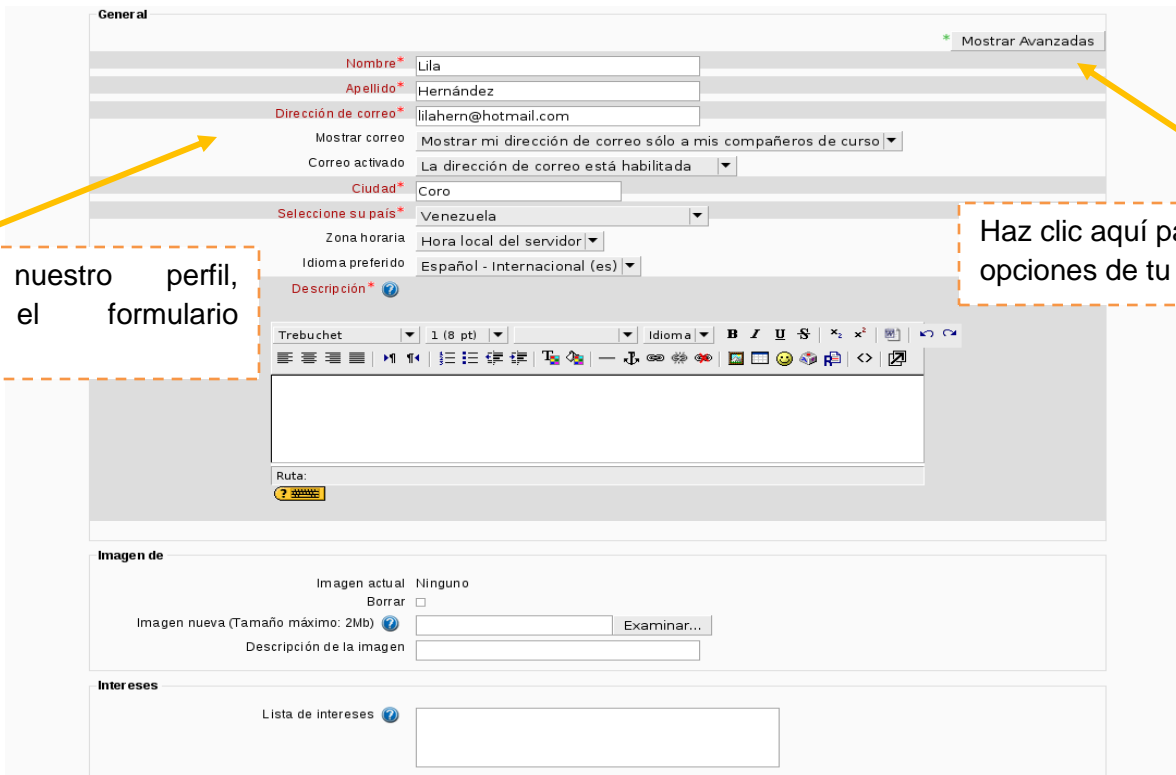 General
* Mostrar Avanzadas
Nombre* Lila
Apellido* Hernández
Dirección de correo* lilahern@hotmail.com
Mostrar correo Mostrar mi dirección de correo sólo a mis compañeros de curso
Correo activado La dirección de correo está habilitada
Ciudad* Coro
Seleccione su país* Venezuela
Zona horaria Hora local del servidor
Idioma preferido Español - Internacional (es)
Descripción*
nuestro perfil,
el formulario
Haz clic aquí pa
opciones de tu
Trebuchet 1 (8 pt) Idioma B I U S x₂ x²
Ruta:
?
Imagen de
Imagen actual Ninguno
Borrar
Imagen nueva (Tamaño máximo: 2Mb) Examinar...
Descripción de la imagen
Intereses
Lista de intereses